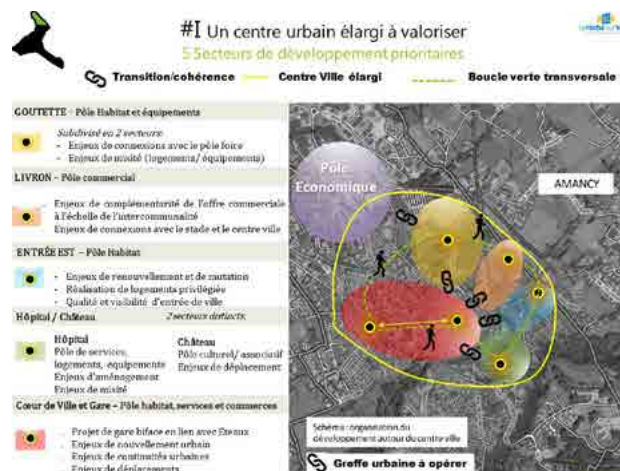 #I Un centre urbain élargi à valoriser
5 Secteurs de développement prioritaires
Transition/cohérence
Centre Ville élargi
Boucle verte transversale
GOUTETTE – Pôle Habitat et équipements
Subdivisé en 2 secteurs:
- Enjeux de connexions avec le pôle foire
- Enjeux de mixité (logements/ équipements)
LIVRON – Pôle commercial
Enjeux de complémentarité de l'offre commerciale
à l'échelle de l'intercommunalité
Enjeux de connexions avec le stade et le centre ville
ENTRÉE EST – Pôle Habitat
- Enjeux de renouvellement et de mutation
- Réalisation de logements privilégiée
- Qualité et visibilité d'entrée de ville
Hôpital / Château 2 secteurs distincts
Hôpital
Pôle de services,
logements, équipements
Enjeux d'aménagement
Enjeux de mixité
Château
Pôle culturel/ associatif
Enjeux de déplacement
Cœur de Ville et Gare – Pôle habitat, services et commerces
Projet de gare biface en lien avec Eteaux
- Enjeux de nouvellement urbain
- Enjeux de continuités urbaines
- Enjeux de déplacements
Pôle
Économique
AMANCY
Schéma: organisation du
développement autour du centre ville
Greffe urbaine à opérer